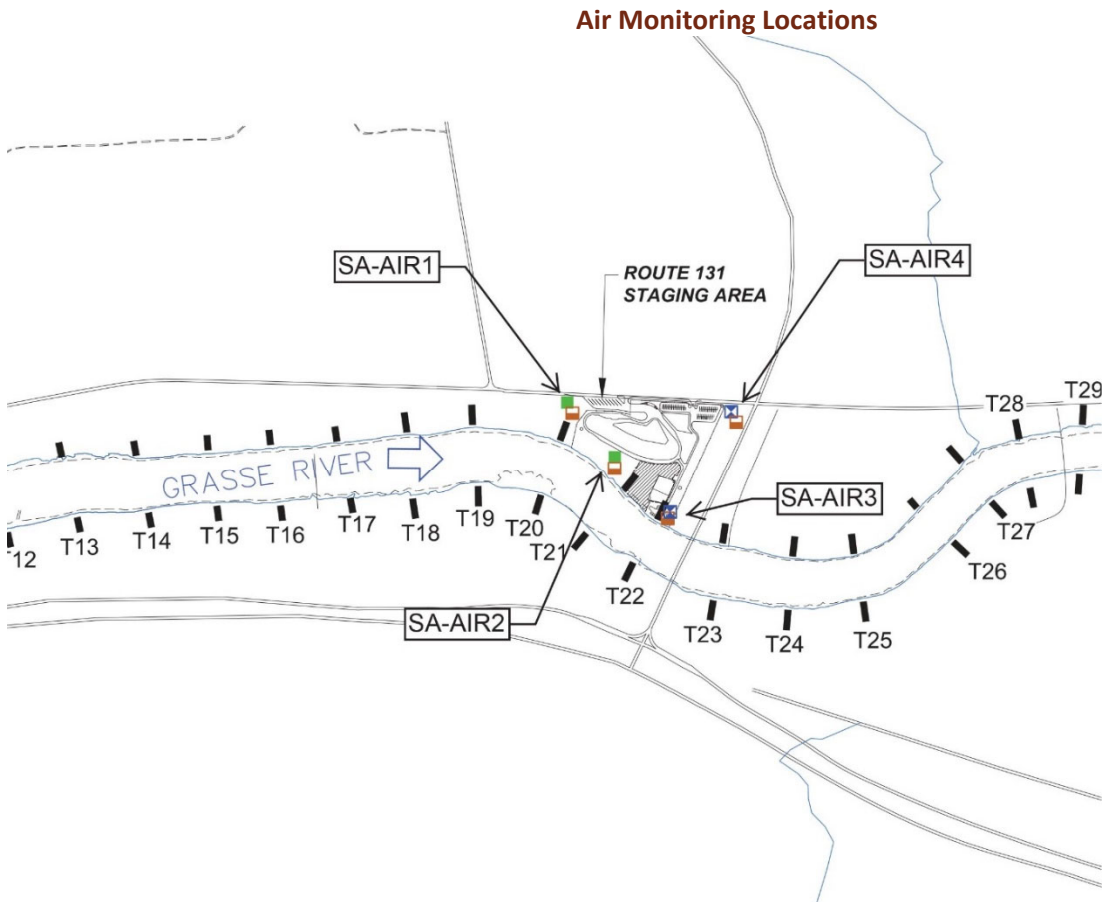 Air Monitoring Locations
SA-AIR1
ROUTE 131
STAGING AREA
SA-AIR4
T28
T29
GRASSE RIVER
SA-AIR3
T12
T13
T14
T15
T16
T17
T18
T19
T20
T21
T22
SA-AIR2
T23
T24
T25
T26
T27